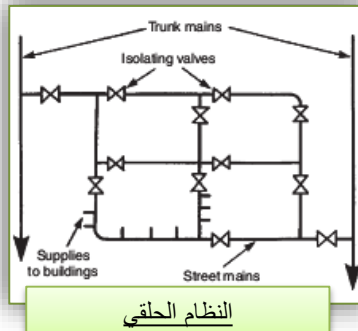 Trunk mains
Isolating valves
Supplies
to buildings
Street mains
النظام الحلقي